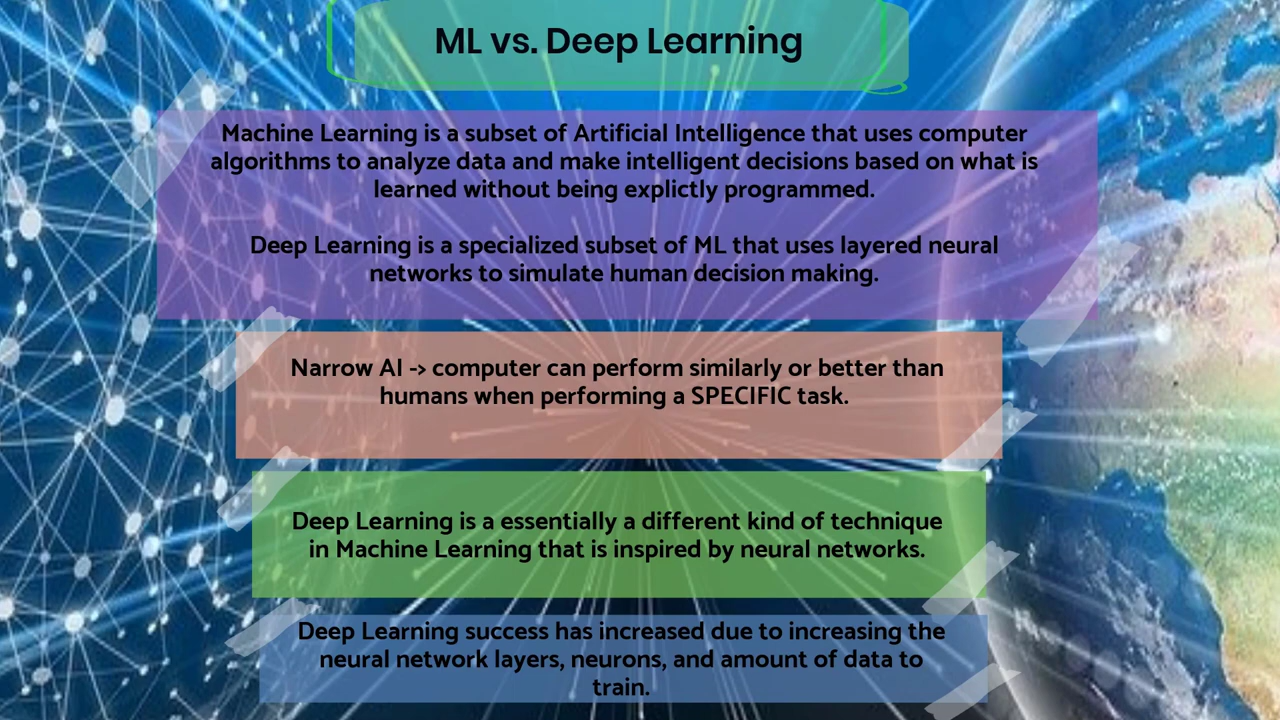 ML vs. Deep Learning
Machine Learning is a subset of Artificial Intelligence that uses computer
algorithms to analyze data and make intelligent decisions based on what is
learned without being explictly programmed.
Deep Learning is a specialized subset of ML that uses layered neural
networks to simulate human decision making.
Narrow AI -> computer can perform similarly or better than
humans when performing a SPECIFIC task.
Deep Learning is a essentially a different kind of technique
in Machine Learning that is inspired by neural networks.
Deep Learning success has increased due to increasing the
neural network layers, neurons, and amount of data to
train.